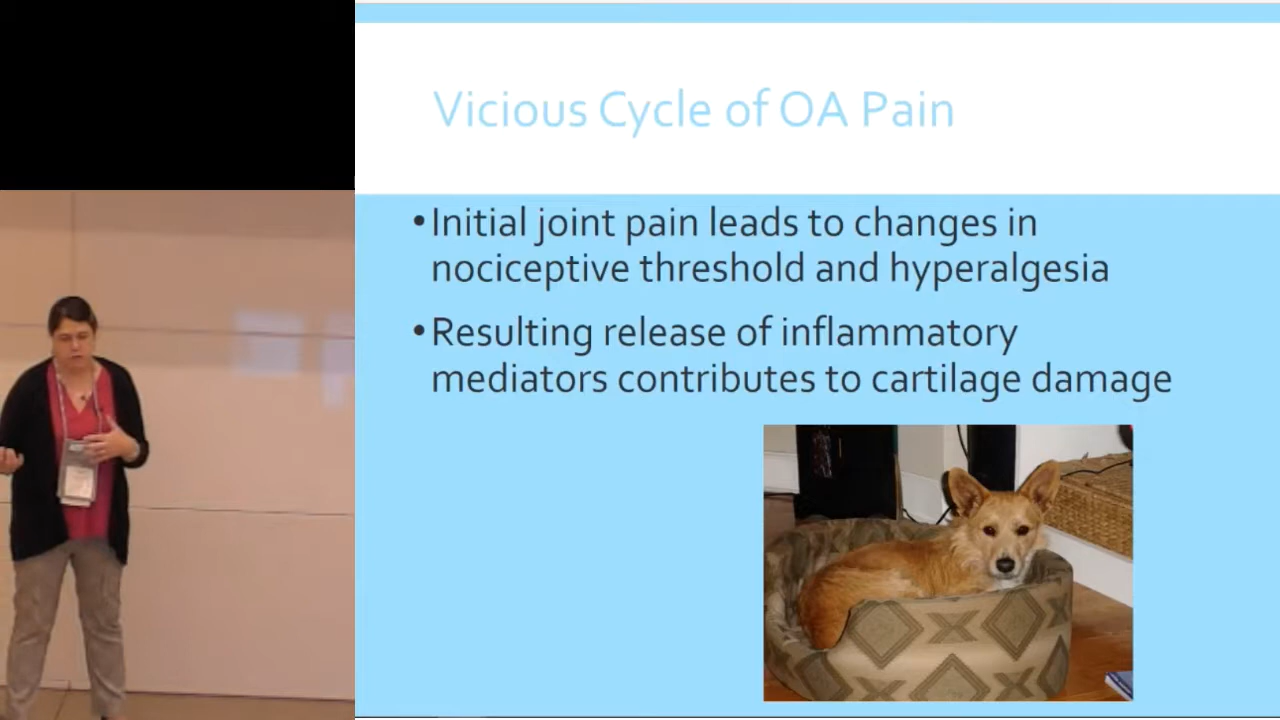 Vicious Cycle of OA Pain
•Initial joint pain leads to changes in
nociceptive threshold and hyperalgesia
•Resulting release of inflammatory
mediators contributes to cartilage damage